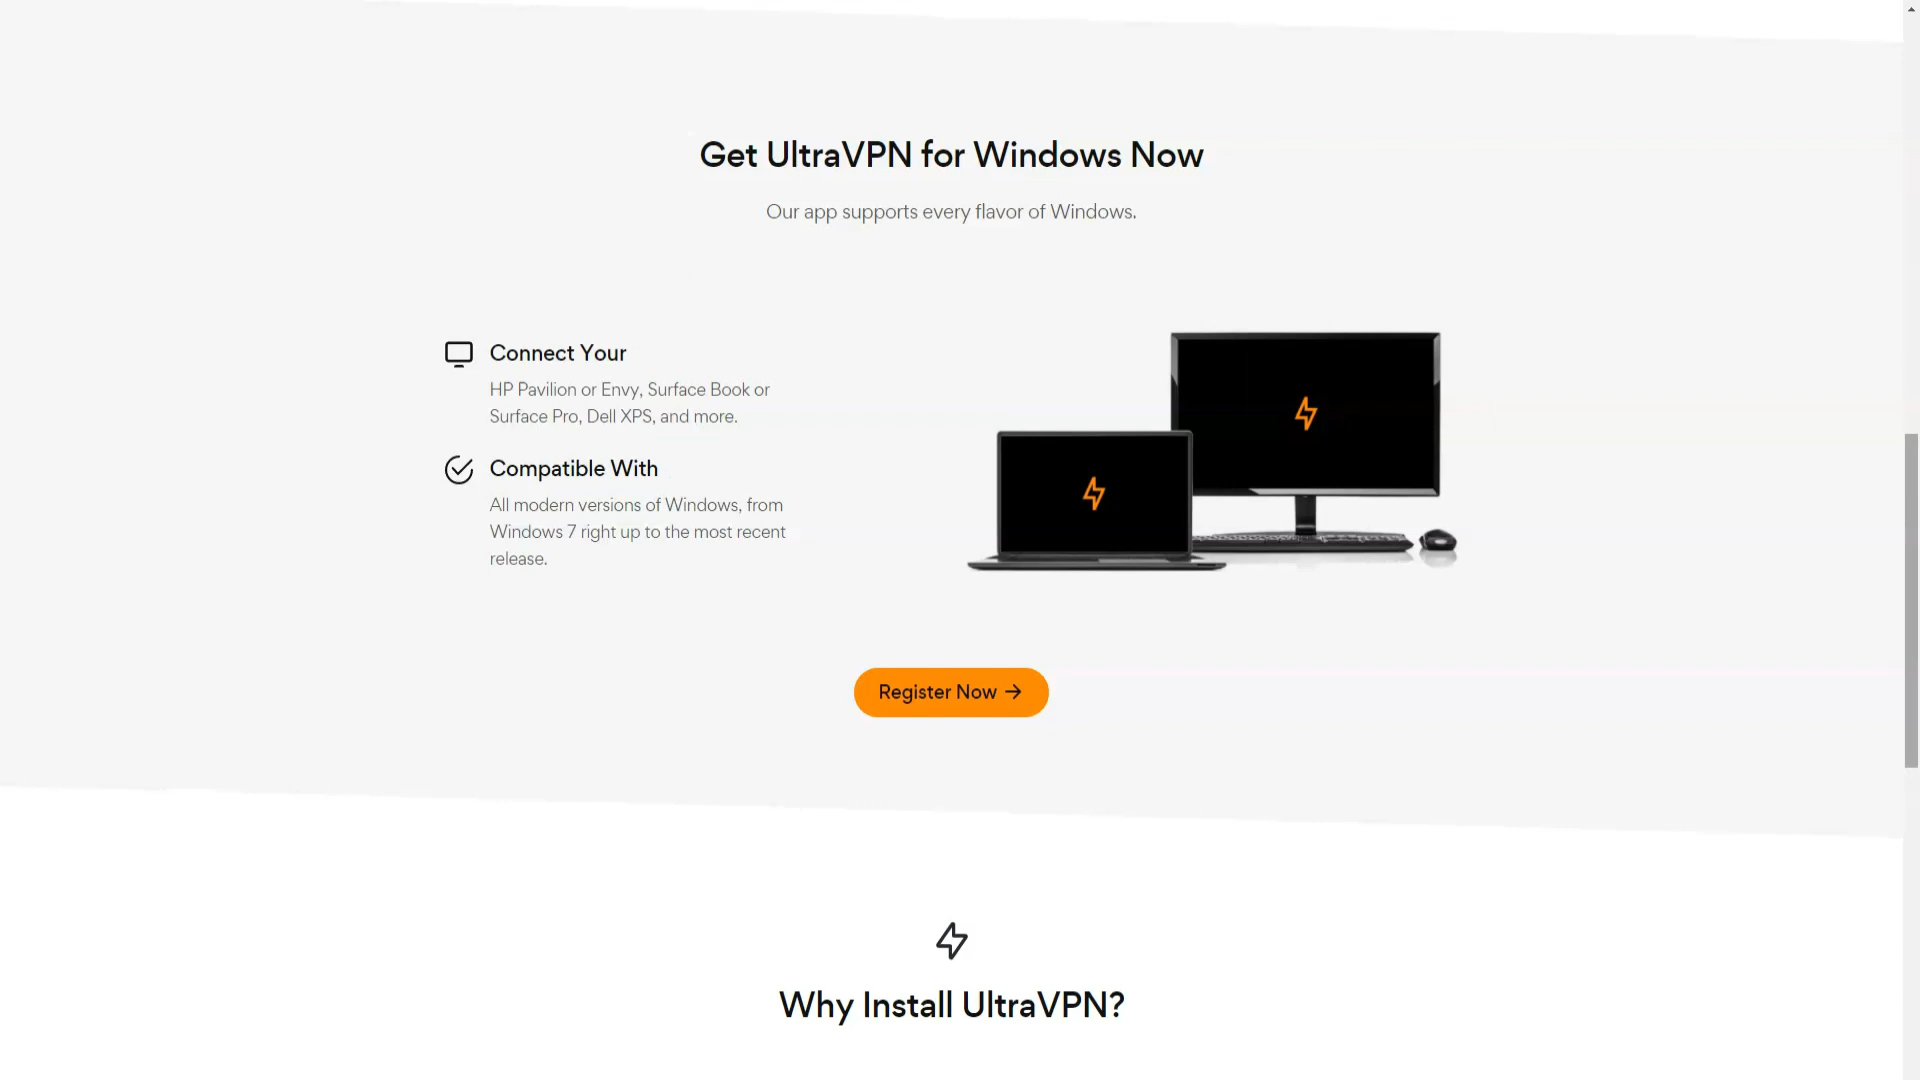 Get UltraVPN for Windows Now
Our app supports every flavor of Windows.
Connect Your
HP Pavilion or Envy, Surface Book or
Surface Pro, Dell XPS, and more.
Compatible With
All modern versions of Windows, from
Windows 7 right up to the most recent
release.
Register Now →
Why Install UltraVPN?